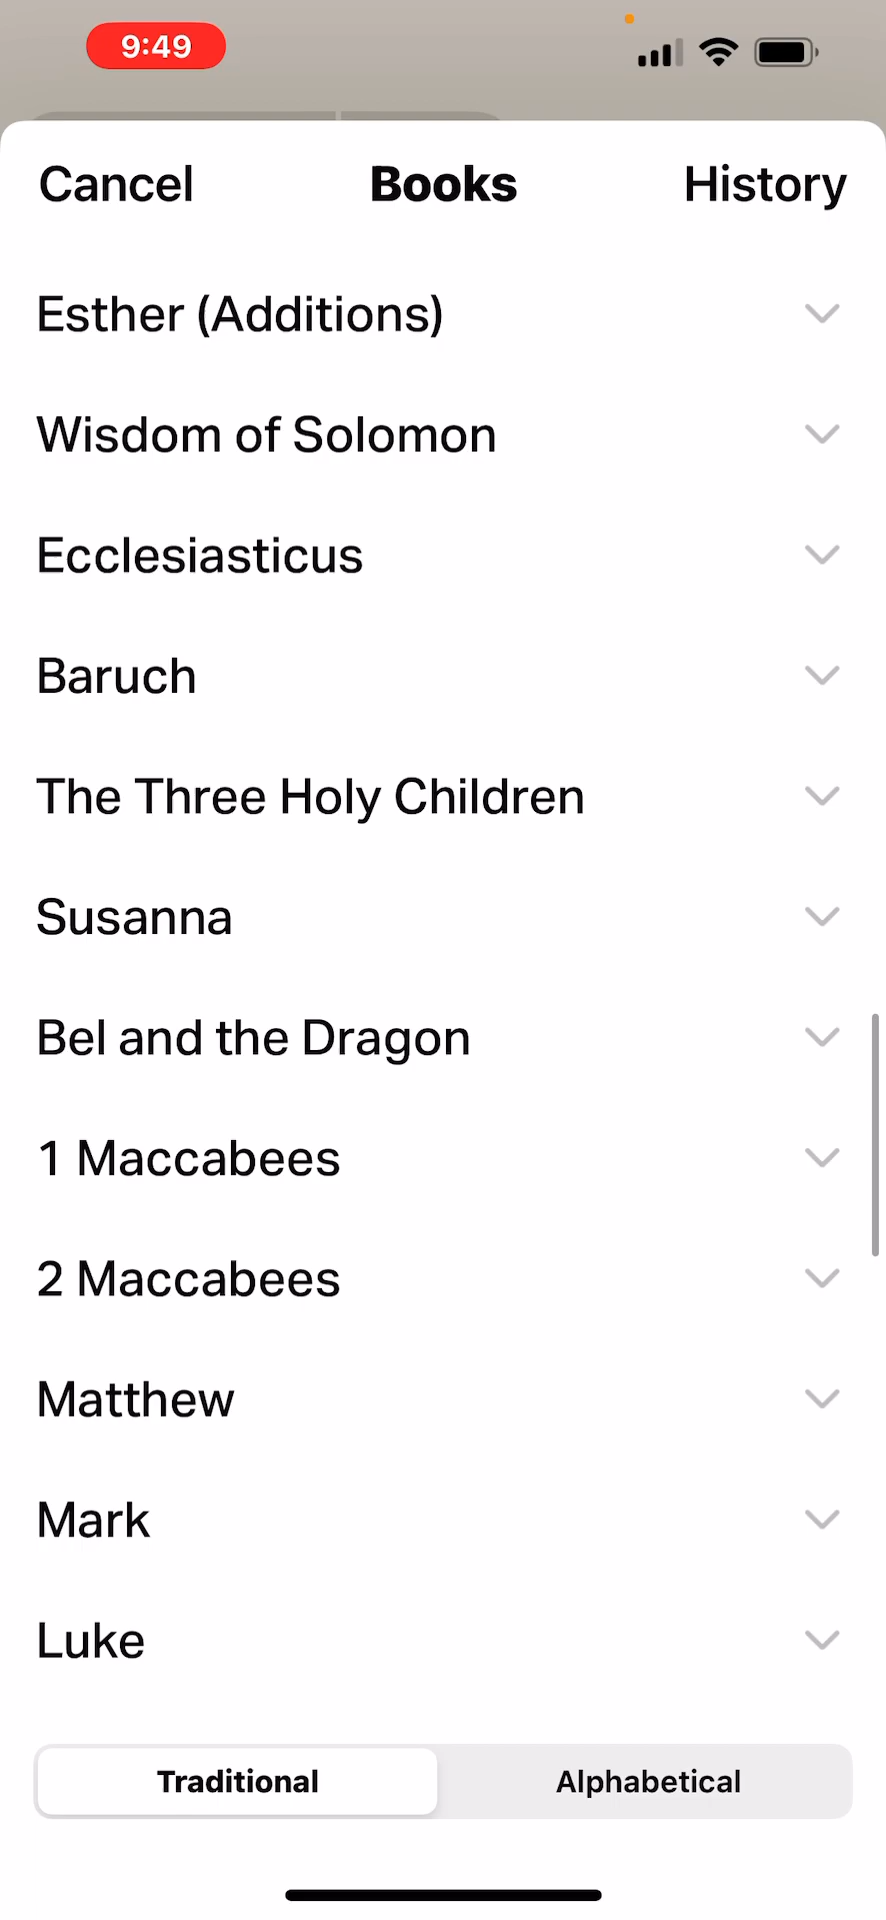 9:49
Cancel Books History
Esther (Additions)
Wisdom of Solomon
Ecclesiasticus
Baruch
The Three Holy Children
Susanna
Bel and the Dragon
1 Maccabees
2 Maccabees
Matthew
Mark
Luke
Traditional Alphabetical